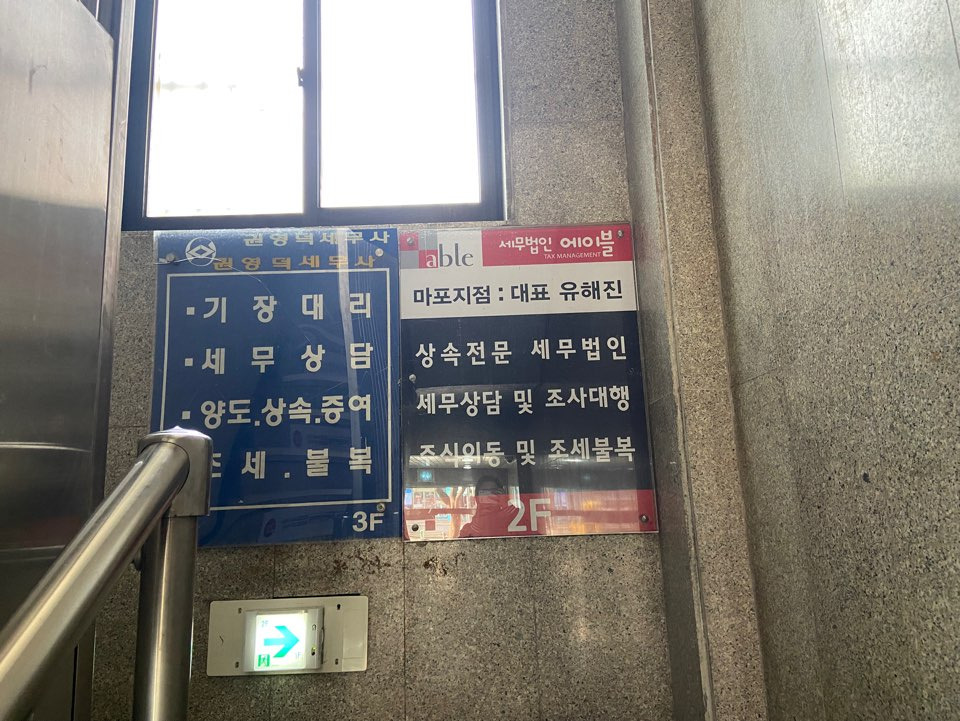 권영덕세무사
권영덕세무사
▪기장대리
▪세무상담
▪양도.상속.증여
조세.불복
3F
able
세무법인 에이블
TAX MANAGEMENT
마포지점 : 대표 유해진
상속전문 세무법인
세무상담 및 조사대행
주식이동 및 조세불복
2F